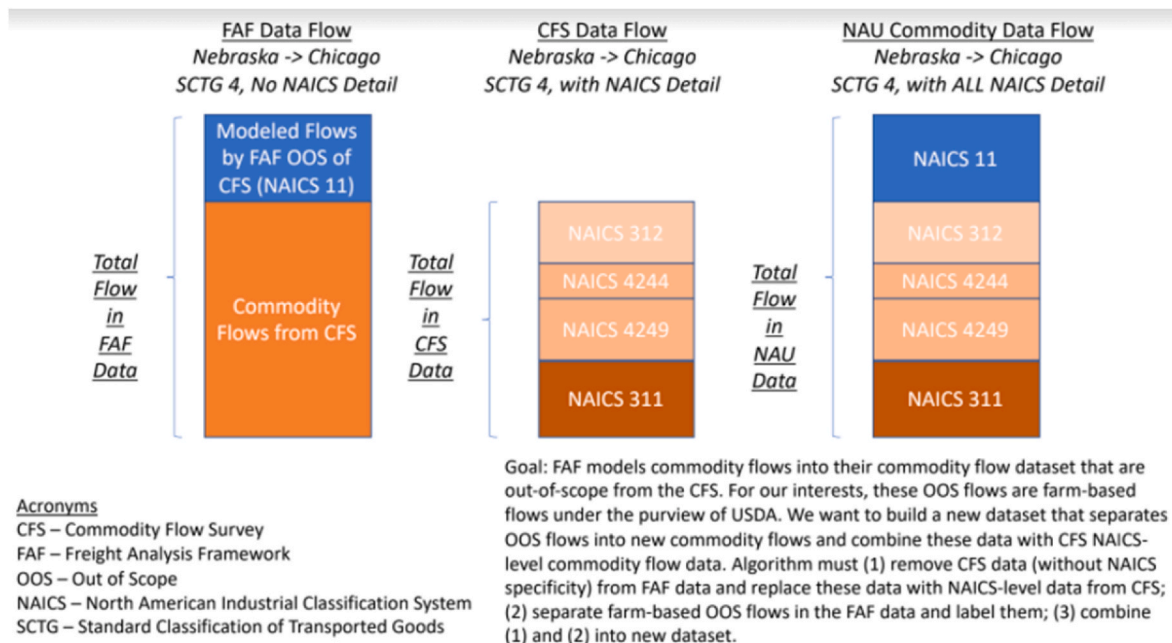 FAF Data Flow
Nebraska -> Chicago
SCTG 4, No NAICS Detail
CFS Data Flow
Nebraska -> Chicago
SCTG 4, with NAICS Detail
NAU Commodity Data Flow
Nebraska -> Chicago
SCTG 4, with ALL NAICS Detail
Total
Flow
in
FAF
Data
Modeled Flows
by FAF OOS of
CFS (NAICS 11)
Commodity
Flows from CFS
Total
Flow
in
CFS
Data
NAICS 312
NAICS 4244
NAICS 4249
NAICS 311
Total
Flow
in
NAU
Data
NAICS 11
NAICS 312
NAICS 4244
NAICS 4249
NAICS 311
Acronyms
CFS – Commodity Flow Survey
FAF – Freight Analysis Framework
OOS – Out of Scope
NAICS – North American Industrial Classification System
SCTG – Standard Classification of Transported Goods
Goal: FAF models commodity flows into their commodity flow dataset that are
out-of-scope from the CFS. For our interests, these OOS flows are farm-based
flows under the purview of USDA. We want to build a new dataset that separates
OOS flows into new commodity flows and combine these data with CFS NAICS-
level commodity flow data. Algorithm must (1) remove CFS data (without NAICS
specificity) from FAF data and replace these data with NAICS-level data from CFS;
(2) separate farm-based OOS flows in the FAF data and label them; (3) combine
(1) and (2) into new dataset.